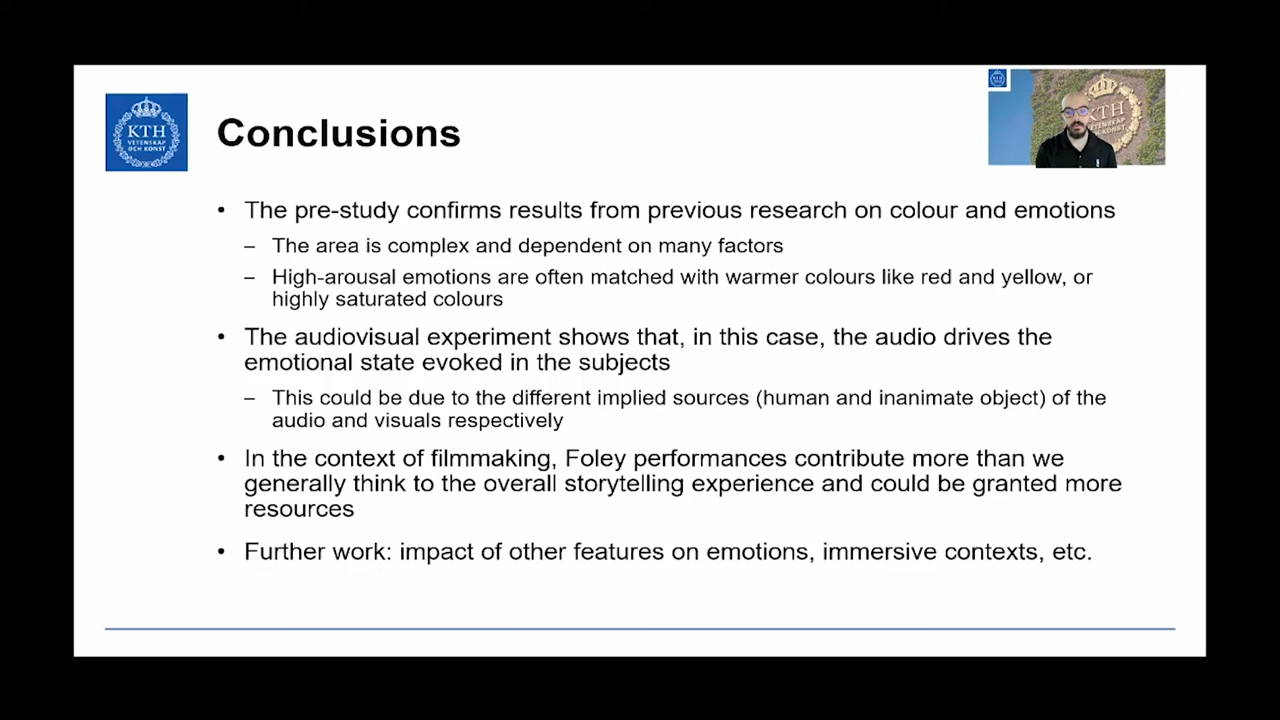 KTH
VETENSKAP
OCH KONST
Conclusions
KTH
• The pre-study confirms results from previous research on colour and emotions
– The area is complex and dependent on many factors
– High-arousal emotions are often matched with warmer colours like red and yellow, or
highly saturated colours
• The audiovisual experiment shows that, in this case, the audio drives the
emotional state evoked in the subjects
– This could be due to the different implied sources (human and inanimate object) of the
audio and visuals respectively
• In the context of filmmaking, Foley performances contribute more than we
generally think to the overall storytelling experience and could be granted more
resources
• Further work: impact of other features on emotions, immersive contexts, etc.